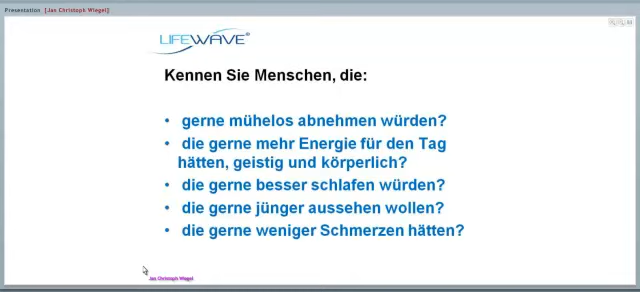 Presentation [Jan Christoph Wiegel]
LIFEWAVE®
Kennen Sie Menschen, die:
• gerne mühelos abnehmen würden?
• die gerne mehr Energie für den Tag
hätten, geistig und körperlich?
• die gerne besser schlafen würden?
• die gerne jünger aussehen wollen?
• die gerne weniger Schmerzen hätten?
Jan Christoph Wiegel